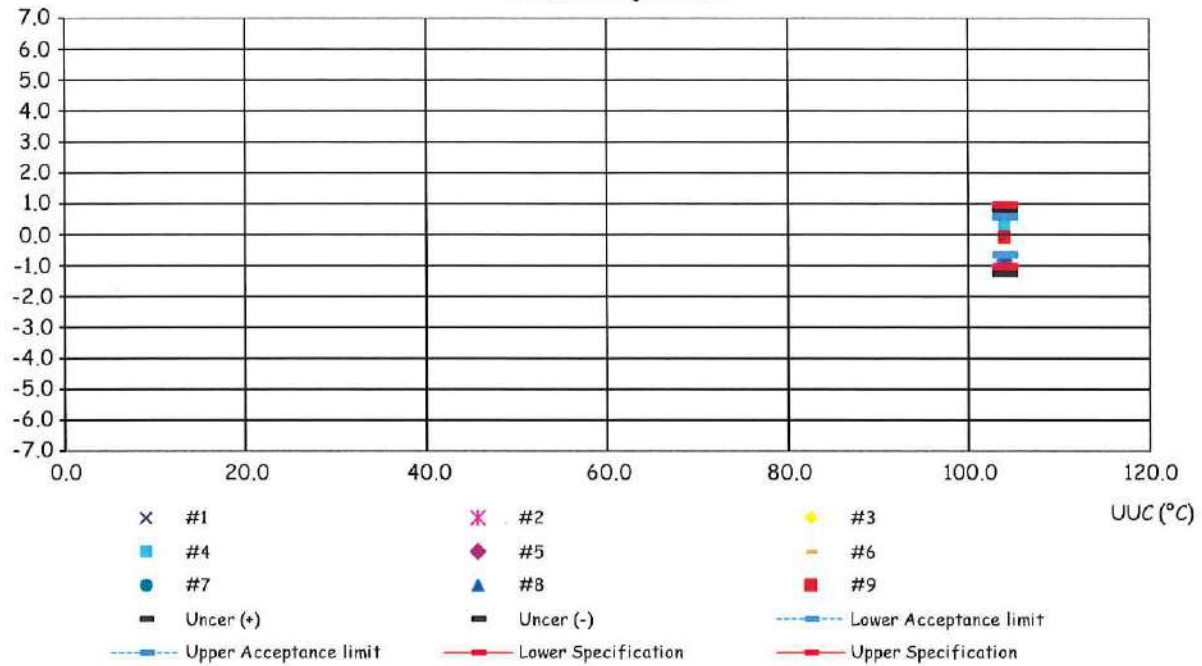 7.0
6.0
5.0
4.0
3.0
2.0
1.0
0.0
-1.0
-2.0
-3.0
-4.0
-5.0
-6.0
-7.0
0.0 20.0 40.0 60.0 80.0 100.0 120.0
UUC (°C)
#1 #2 #3
#4 #5 #6
#7 #8 #9
Uncer (+) Uncer (-) Lower Acceptance limit
Upper Acceptance limit Lower Specification Upper Specification